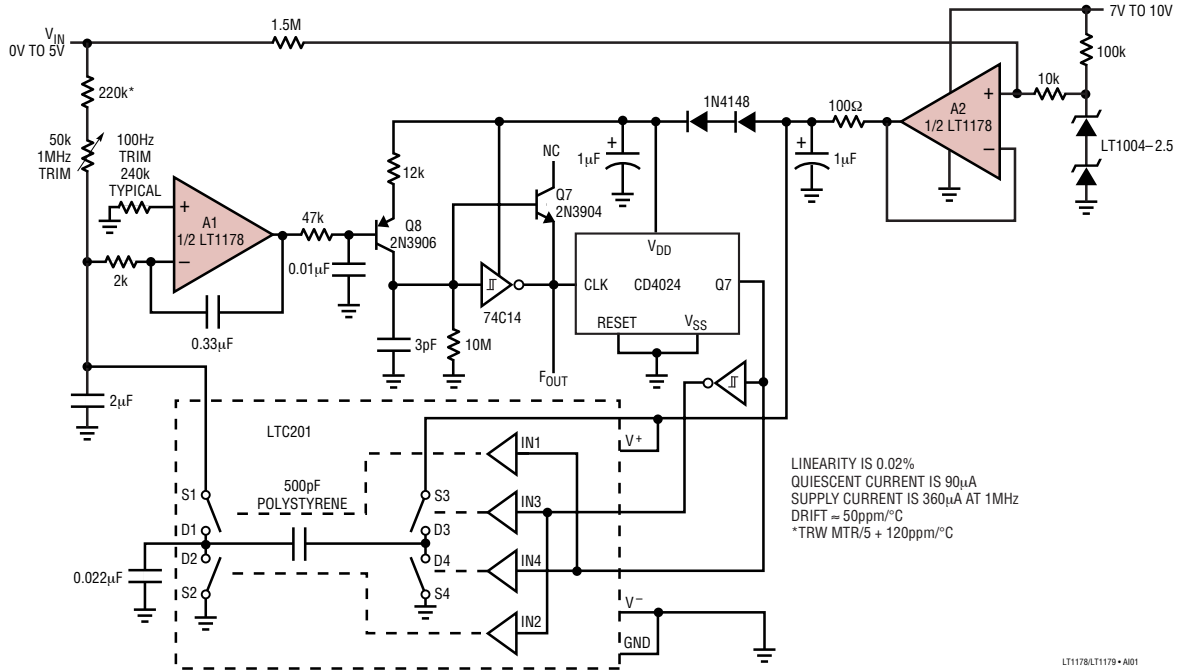 V_IN
0V TO 5V
1.5M
7V TO 10V
220k*
100k
10k
50k
1MHz
TRIM
100Hz
TRIM
240k
TYPICAL
+
A1
1/2 LT1178
−
2k
0.33µF
47k
0.01µF
12k
Q8
2N3906
3pF
10M
74C14
NC
Q7
2N3904
+
1µF
1N4148
+
1µF
100Ω
A2
1/2 LT1178
+
−
LT1004–2.5
V_DD
CLK
CD4024
Q7
RESET
V_SS
F_OUT
2µF
LTC201
V+
500pF
POLYSTYRENE
S1
D1
D2
S2
S3
D3
D4
S4
IN1
IN3
IN4
IN2
0.022µF
V−
GND
LINEARITY IS 0.02%
QUIESCENT CURRENT IS 90µA
SUPPLY CURRENT IS 360µA AT 1MHz
DRIFT ≈ 50ppm/°C
*TRW MTR/5 + 120ppm/°C
LT1178/LT1179 • AI01